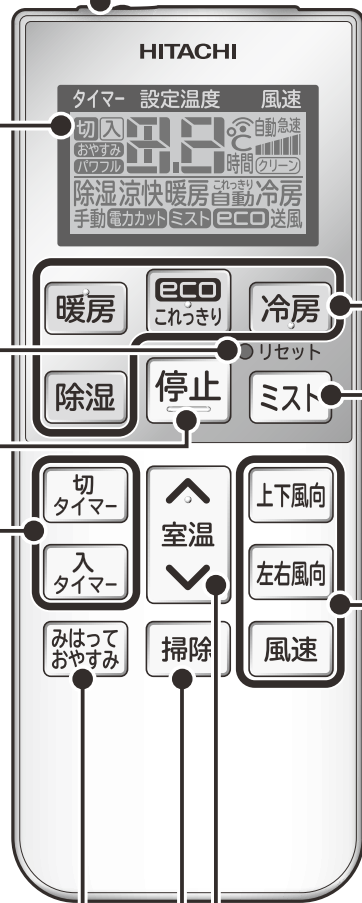 HITACHI
タイマー 設定温度 風速
切 入 8.8 ℃ 自動 急速
おやすみ
パワフル 時間 クリーン
除湿 涼快 暖房 これっきり自動 冷房
手動 電力カット ミスト eco 送風
暖房 eco これっきり 冷房
リセット
除湿 停止 ミスト
切タイマー 上下風向
室温
入タイマー 左右風向
みはっておやすみ 掃除 風速